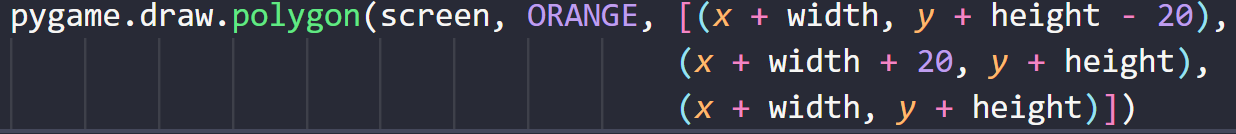 pygame.draw.polygon(screen, ORANGE, [(x + width, y + height - 20),
(x + width + 20, y + height),
(x + width, y + height)])